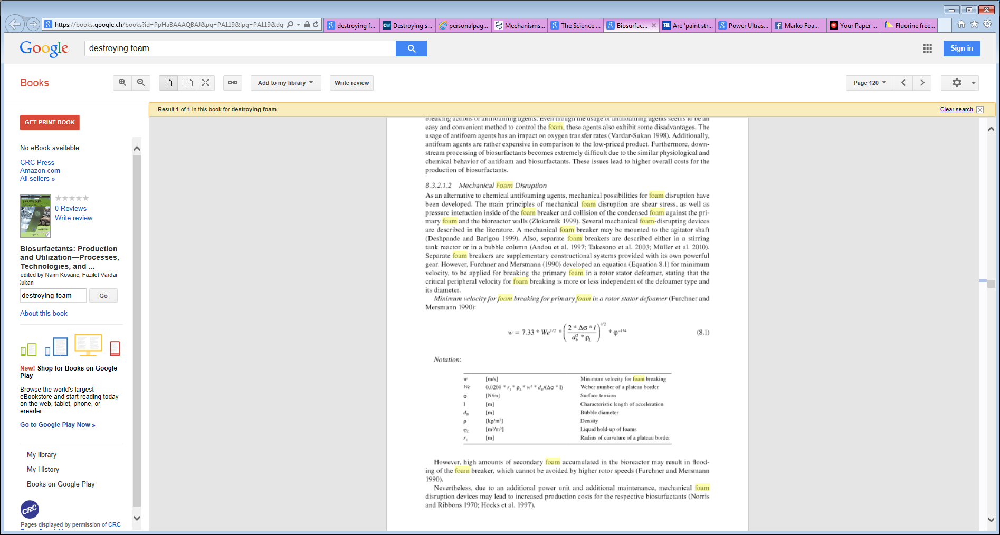 https://books.google.ch/books?id=PpHaBAAAQBAJ&pg=PA119&lpg=PA119&dq
destroying f...
Destroying s...
personalpag...
Mechanisms...
The Science ...
Biosurfac...
Are 'paint str...
Power Ultras...
Marko Foa...
Your Paper ...
Fluorine free...
Google
destroying foam
Sign in
Books
Add to my library
Write review
Page 120
Result 1 of 1 in this book for destroying foam
Clear search
GET PRINT BOOK
No eBook available
CRC Press
Amazon.com
All sellers »
0 Reviews
Write review
Biosurfactants: Production
and Utilization—Processes,
Technologies, and ...
edited by Naim Kosaric, Fazilet Vardar
Sukan
destroying foam
Go
About this book
New! Shop for Books on Google
Play
Browse the world's largest
eBookstore and start reading today
on the web, tablet, phone, or
ereader.
Go to Google Play Now »
My library
My History
Books on Google Play
CRC
Pages displayed by permission of CRC
breaking actions of antifoaming agents. Even though the usage of antifoaming agents seems to be an
easy and convenient method to control the foam, these agents also exhibit some disadvantages. The
usage of antifoam agents has an impact on oxygen transfer rates (Vardar-Sukan 1998). Additionally,
antifoam agents are rather expensive in comparison to the low-priced product. Furthermore, down-
stream processing of biosurfactants becomes extremely difficult due to the similar physiological and
chemical behavior of antifoam and biosurfactants. These issues lead to higher overall costs for the
production of biosurfactants.
8.3.2.1.2 Mechanical Foam Disruption
As an alternative to chemical antifoaming agents, mechanical possibilities for foam disruption have
been developed. The main principles of mechanical foam disruption are shear stress, as well as
pressure interaction inside of the foam breaker and collision of the condensed foam against the pri-
mary foam and the bioreactor walls (Zlokarnik 1999). Several mechanical foam-disrupting devices
are described in the literature. A mechanical foam breaker may be mounted to the agitator shaft
(Deshpande and Barigou 1999). Also, separate foam breakers are described either in a stirring
tank reactor or in a bubble column (Andou et al. 1997; Takesono et al. 2003; Müller et al. 2010).
Separate foam breakers are supplementary constructional systems provided with its own powerful
gear. However, Furchner and Mersmann (1990) developed an equation (Equation 8.1) for minimum
velocity, to be applied for breaking the primary foam in a rotor stator defoamer, stating that the
critical peripheral velocity for foam breaking is more or less independent of the defoamer type and
its diameter.
Minimum velocity for foam breaking for primary foam in a rotor stator defoamer (Furchner and
Mersmann 1990):
w = 7.33 * We^1/2 * (2 * Δσ * l / d_b^2 * ρ_L)^1/2 * φ^−1/4 (8.1)
Notation:
w [m/s] Minimum velocity for foam breaking
We 0.0209 * r₁ * ρ_L * w² * d_B/(Δσ * l) Weber number of a plateau border
σ [N/m] Surface tension
l [m] Characteristic length of acceleration
d_B [m] Bubble diameter
ρ [kg/m³] Density
φ_L [m³/m³] Liquid hold-up of foams
r₁ [m] Radius of curvature of a plateau border
However, high amounts of secondary foam accumulated in the bioreactor may result in flood-
ing of the foam breaker, which cannot be avoided by higher rotor speeds (Furchner and Mersmann
1990).
Nevertheless, due to an additional power unit and additional maintenance, mechanical foam
disruption devices may lead to increased production costs for the respective biosurfactants (Norris
and Ribbons 1970; Hoeks et al. 1997).